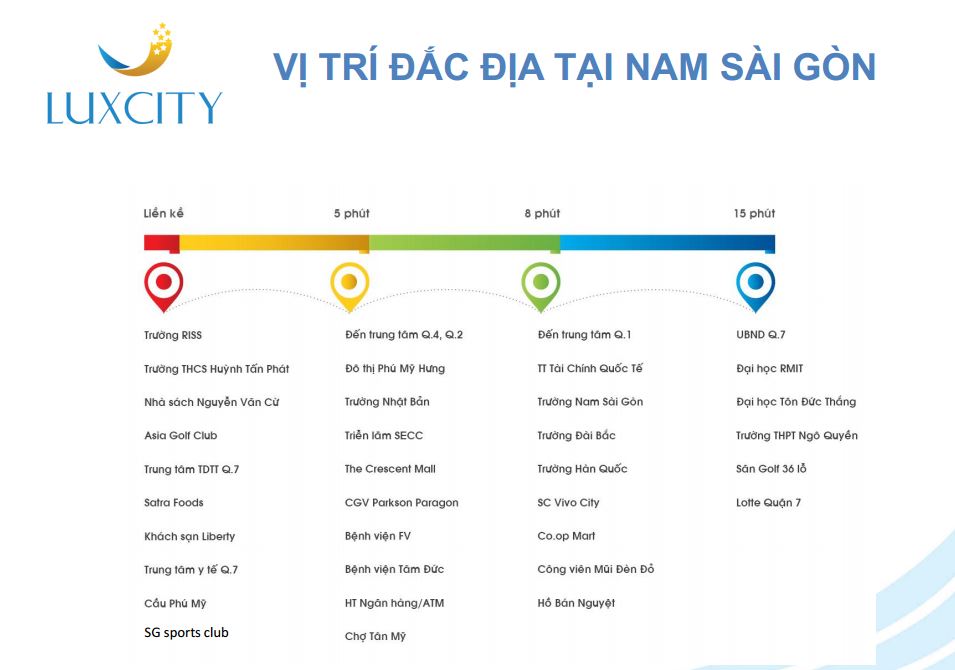 LUXCITY
VỊ TRÍ ĐẮC ĐỊA TẠI NAM SÀI GÒN
Liền kề
5 phút
8 phút
15 phút
Trường RISS
Trường THCS Huỳnh Tấn Phát
Nhà sách Nguyễn Văn Cừ
Asia Golf Club
Trung tâm TDTT Q.7
Satra Foods
Khách sạn Liberty
Trung tâm y tế Q.7
Cầu Phú Mỹ
SG sports club
Đến trung tâm Q.4, Q.2
Đô thị Phú Mỹ Hưng
Trường Nhật Bản
Triển lãm SECC
The Crescent Mall
CGV Parkson Paragon
Bệnh viện FV
Bệnh viện Tâm Đức
HT Ngân hàng/ATM
Chợ Tân Mỹ
Đến trung tâm Q.1
TT Tài Chính Quốc Tế
Trường Nam Sài Gòn
Trường Đài Bắc
Trường Hàn Quốc
SC Vivo City
Co.op Mart
Công viên Mũi Đèn Đỏ
Hồ Bán Nguyệt
UBND Q.7
Đại học RMIT
Đại học Tôn Đức Thắng
Trường THPT Ngô Quyền
Sân Golf 36 lỗ
Lotte Quận 7